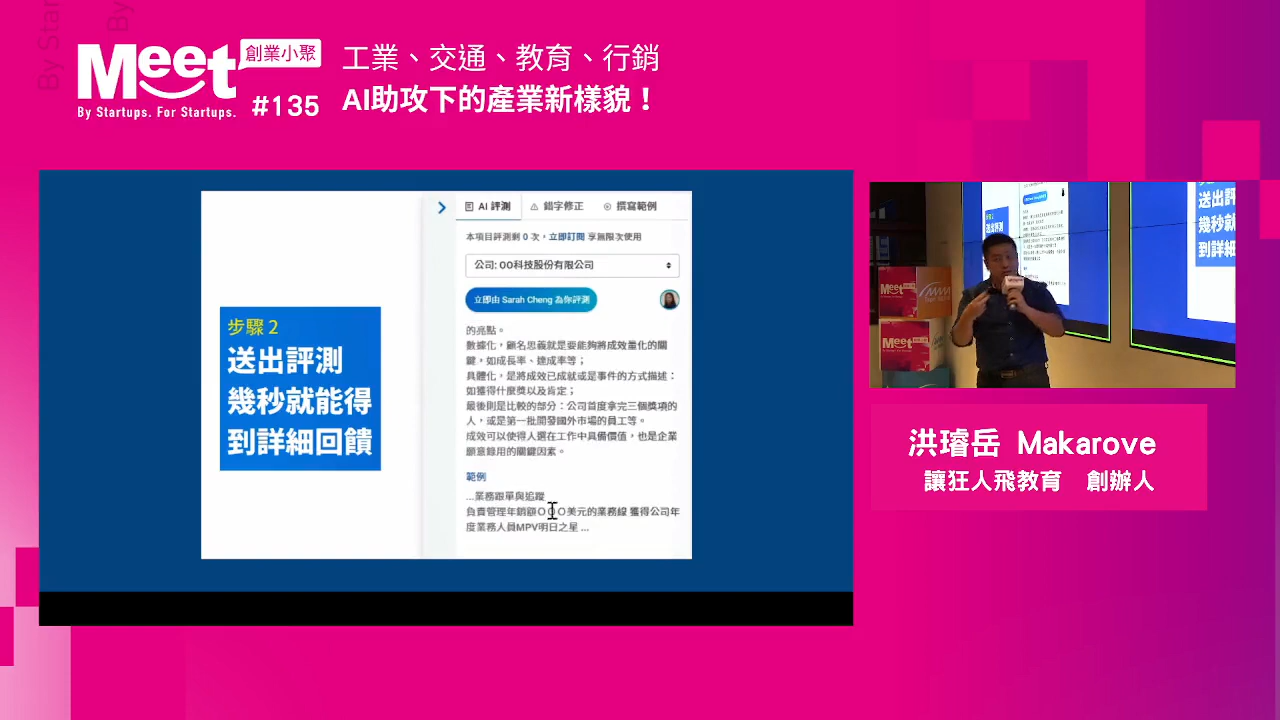 Meet 創業小聚
By Startups. For Startups.
#135
工業、交通、教育、行銷
AI助攻下的產業新樣貌！
步驟 2
送出評測
幾秒就能得
到詳細回饋
AI 評測
錯字修正
撰寫範例
本項目評測剩 0 次，立即訂閱 享無限次使用
公司: OO科技股份有限公司
立即由 Sarah Cheng 為你評測
的亮點。
數據化，顧名思義就是要能夠將成效量化的關
鍵，如成長率、達成率等；
具體化，是將成效已成就或是事件的方式描述：
如獲得什麼獎以及肯定；
最後則是比較的部分：公司首度拿完三個獎項的
人，或是第一批開發國外市場的員工等。
成效可以使得人選在工作中具備價值，也是企業
願意錄用的關鍵因素。
範例
...業務跟單與追蹤
負責管理年銷額ＯＯＯ美元的業務線 獲得公司年
度業務人員MPV明日之星 ...
洪璿岳 Makarove
讓狂人飛教育 創辦人